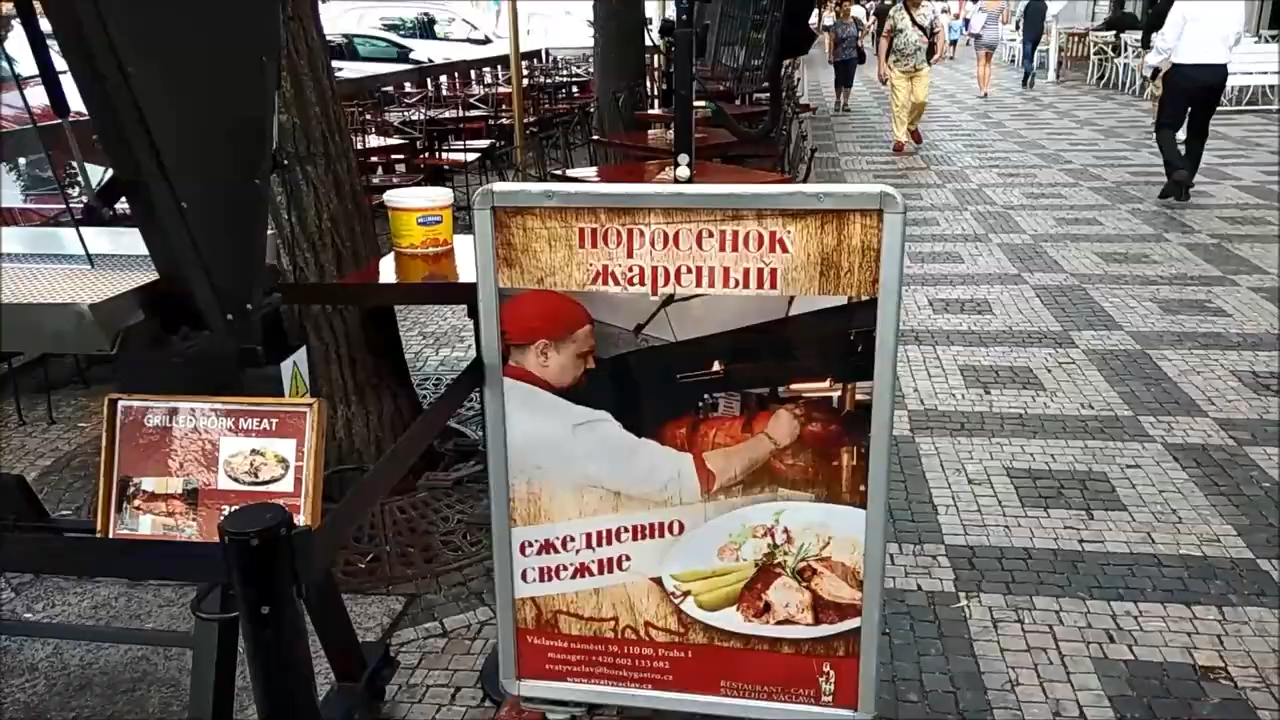 поросенок
жареный
ежедневно
свежие
Václavské náměstí 39, 110 00, Praha 1
manager: +420 602 133 682
svatyvaclav@borskygastro.cz
www.svatyvaclav.cz
RESTAURANT - CAFÉ
SVATÉHO VÁCLAVA
GRILLED PORK MEAT
HELLMANN'S